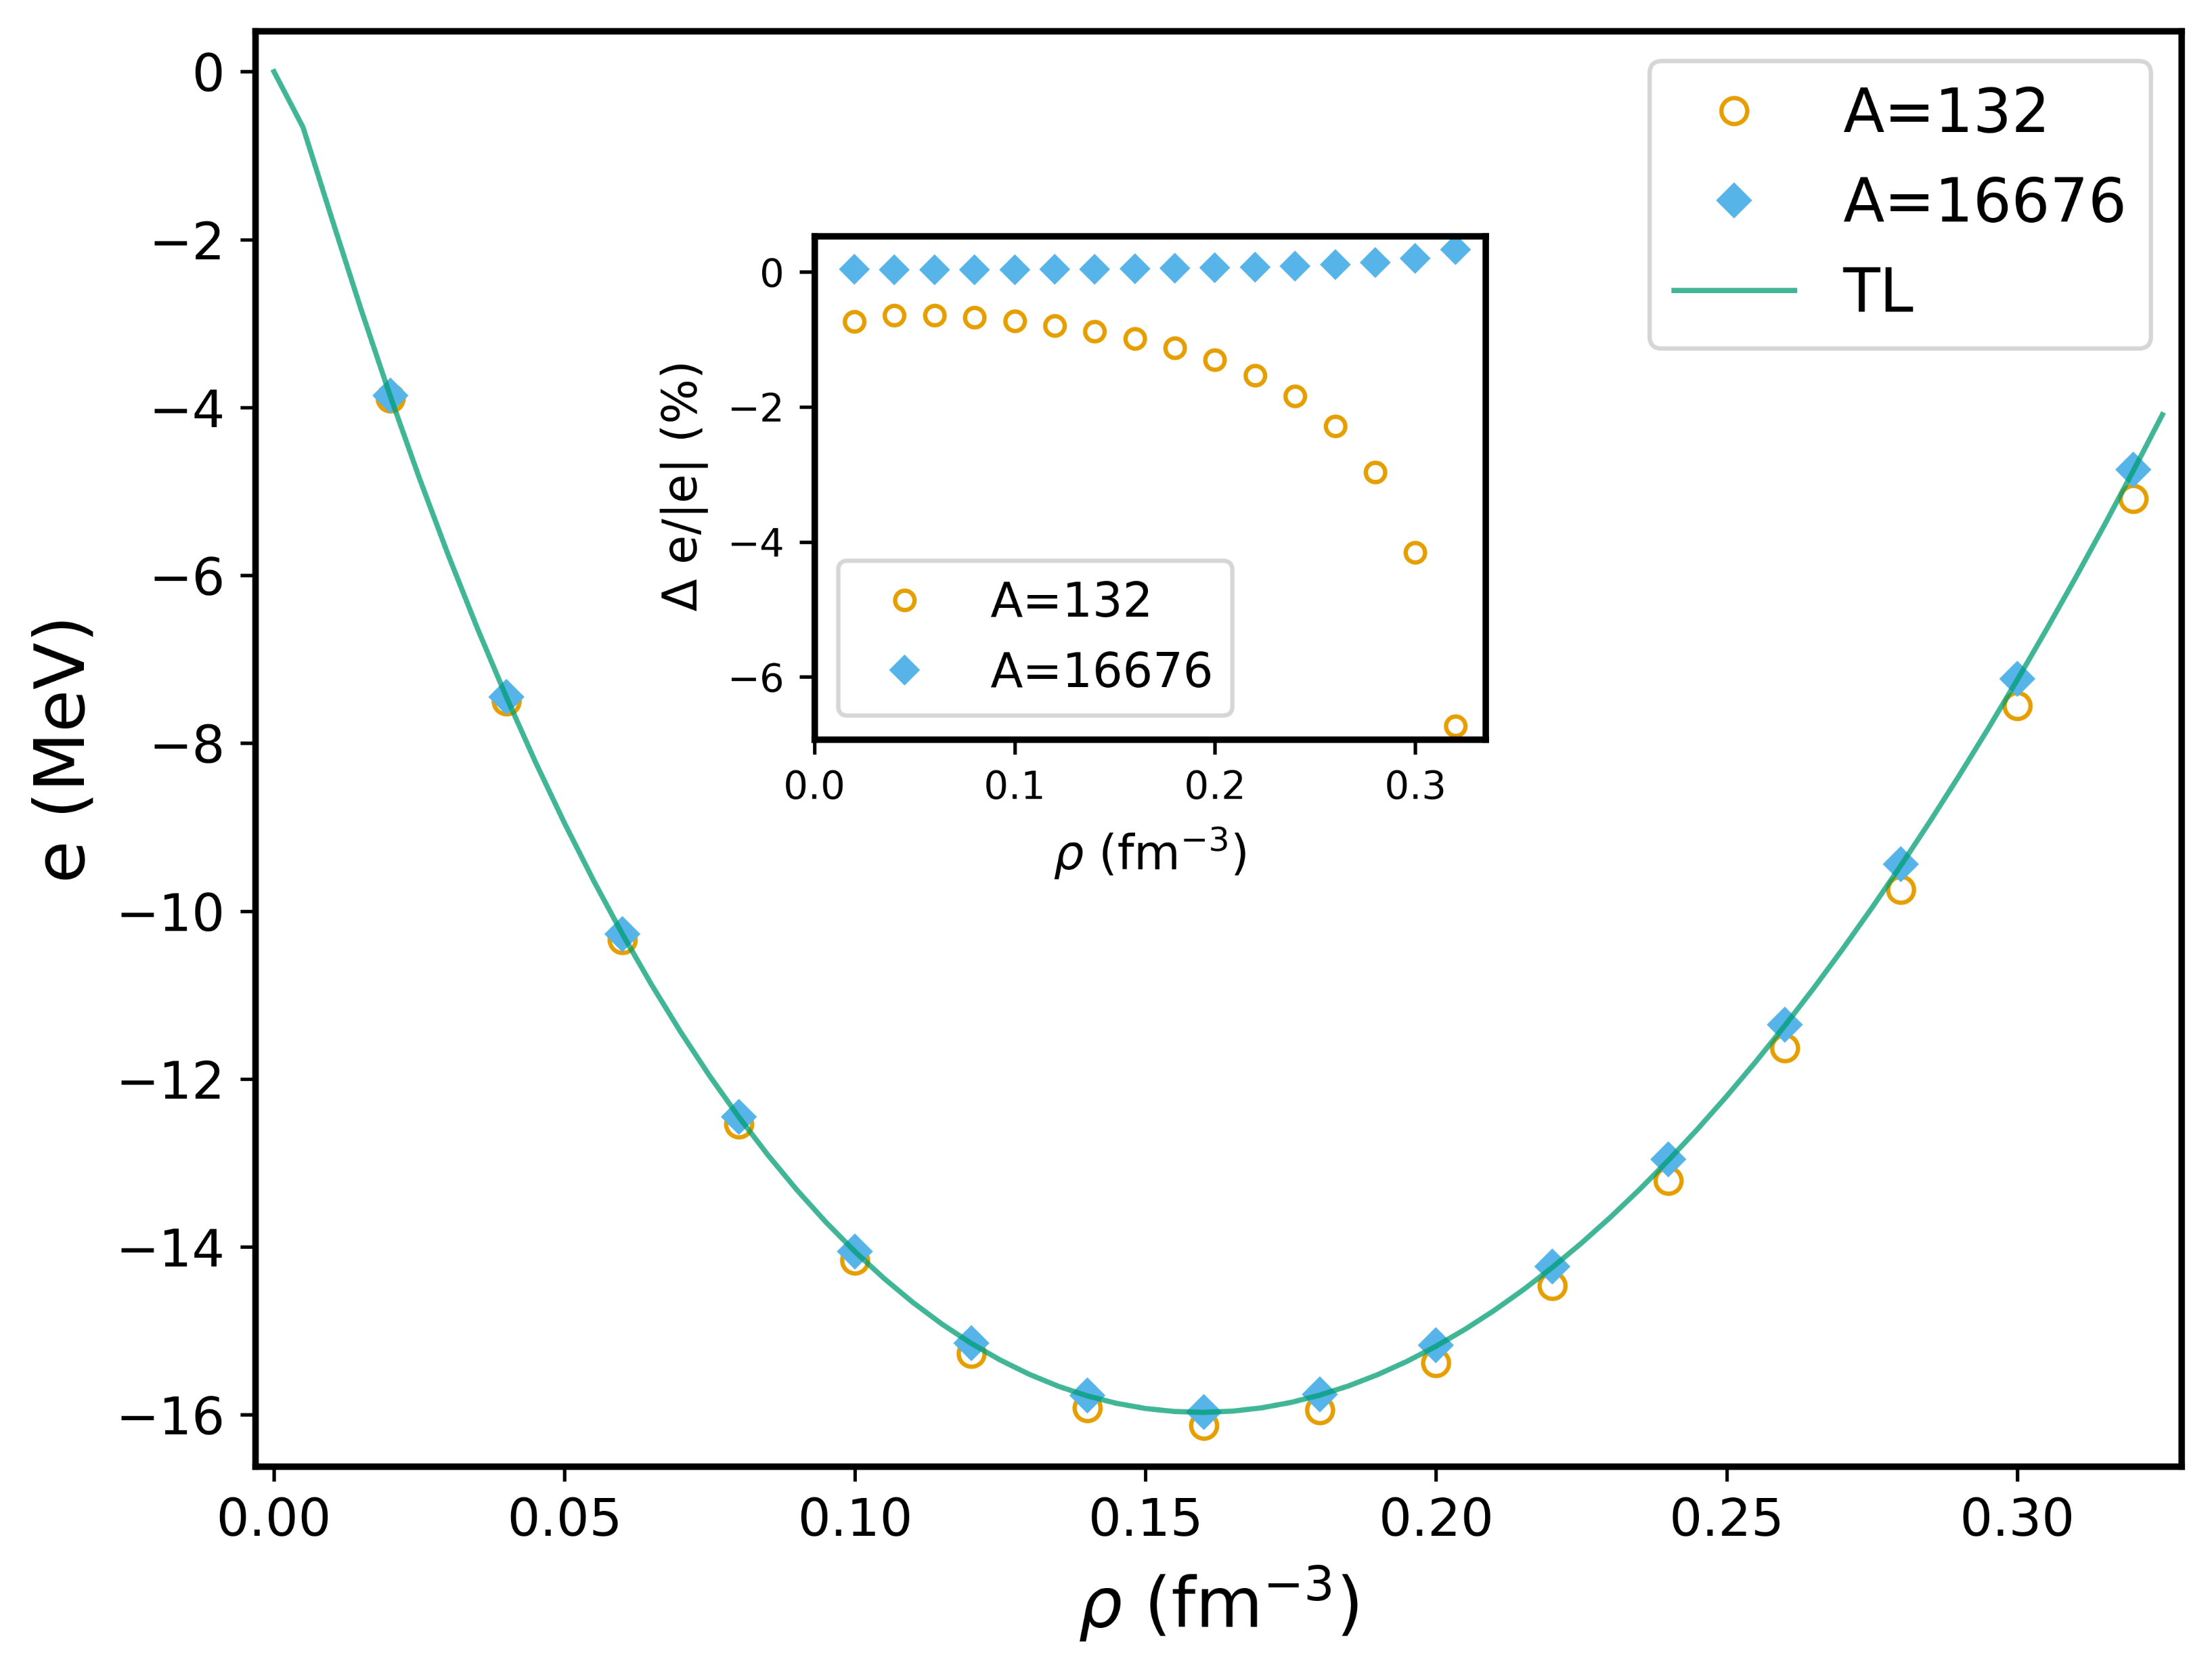 0
−2
−4
−6
−8
−10
−12
−14
−16
e (MeV)
0.00
0.05
0.10
0.15
0.20
0.25
0.30
ρ (fm⁻³)
A=132
A=16676
TL
0
−2
−4
−6
Δ e/|e| (%)
A=132
A=16676
0.0
0.1
0.2
0.3
ρ (fm⁻³)